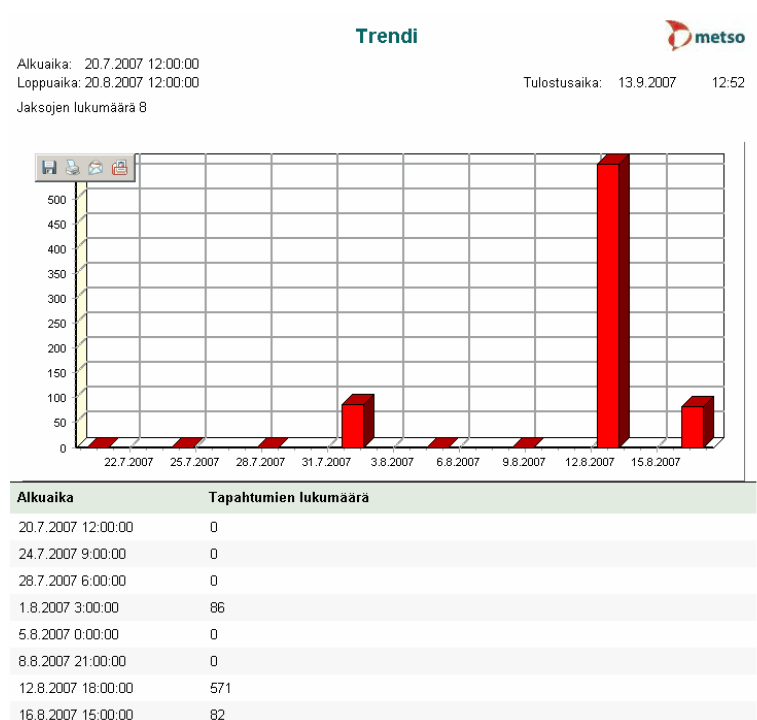 Trendi
metso
Alkuaika: 20.7.2007 12:00:00
Loppuaika: 20.8.2007 12:00:00
Tulostusaika: 13.9.2007 12:52
Jaksojen lukumäärä 8
500
450
400
350
300
250
200
150
100
50
0
22.7.2007 25.7.2007 28.7.2007 31.7.2007 3.8.2007 6.8.2007 9.8.2007 12.8.2007 15.8.2007
Alkuaika Tapahtumien lukumäärä
20.7.2007 12:00:00 0
24.7.2007 9:00:00 0
28.7.2007 6:00:00 0
1.8.2007 3:00:00 86
5.8.2007 0:00:00 0
8.8.2007 21:00:00 0
12.8.2007 18:00:00 571
16.8.2007 15:00:00 82